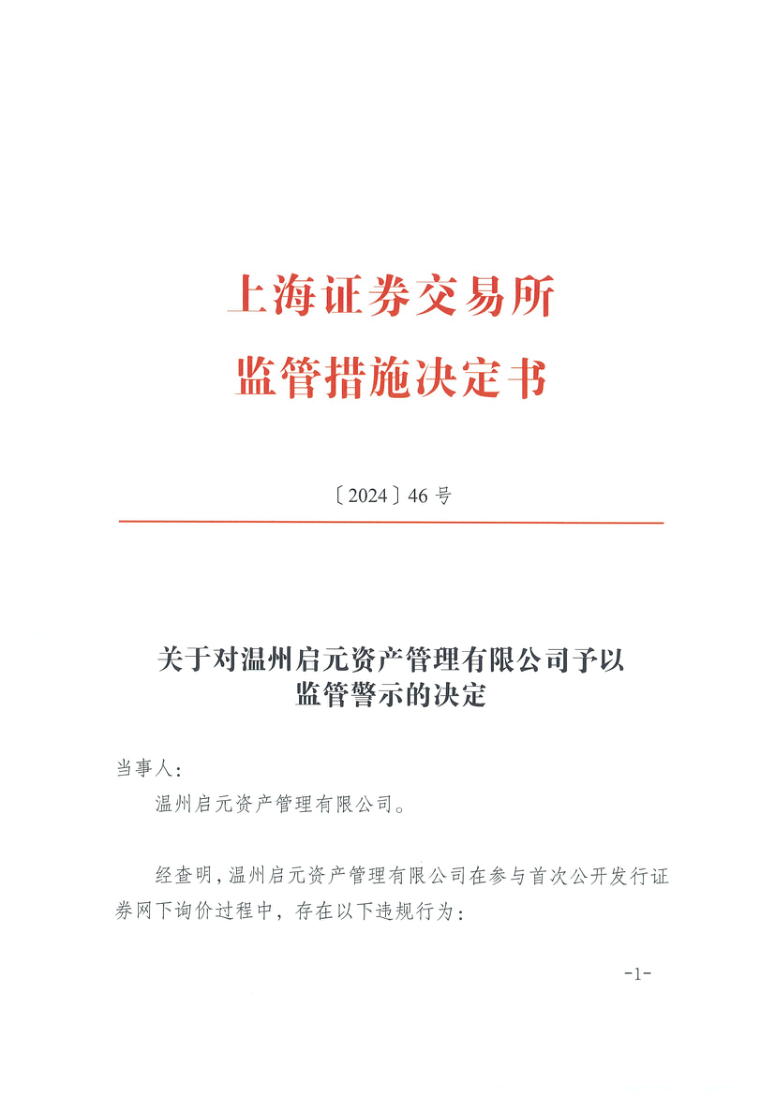 上海证券交易所
监管措施决定书
〔2024〕46 号
关于对温州启元资产管理有限公司予以
监管警示的决定
当事人：
温州启元资产管理有限公司。
经查明，温州启元资产管理有限公司在参与首次公开发行证
券网下询价过程中，存在以下违规行为：
-1-